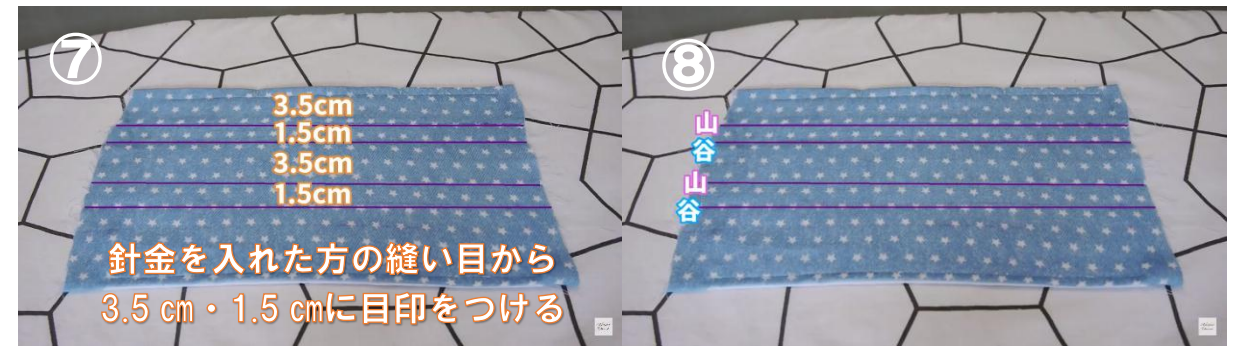 ⑦
3.5cm
1.5cm
3.5cm
1.5cm
針金を入れた方の縫い目から
3.5㎝・1.5㎝に目印をつける
⑧
山
谷
山
谷